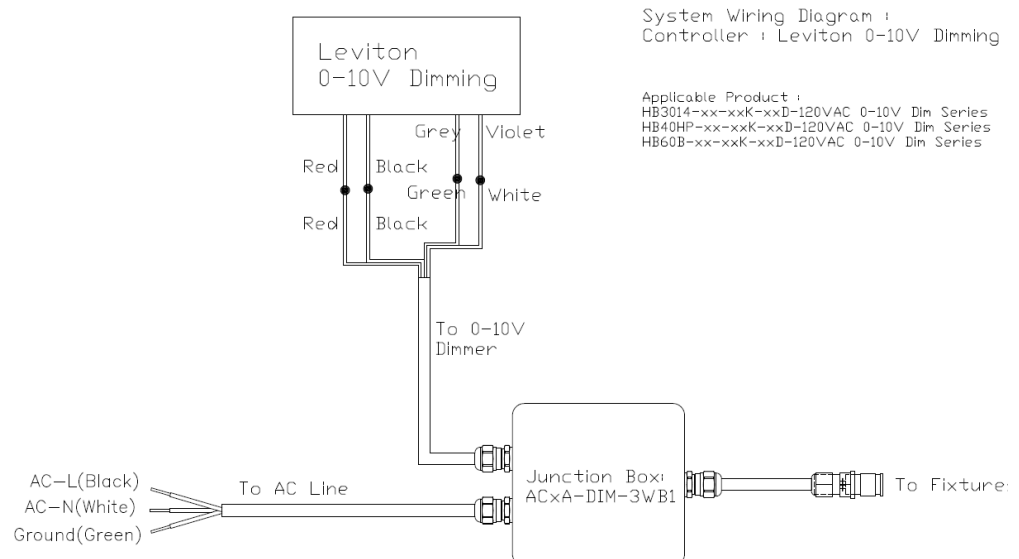 System Wiring Diagram :
Controller : Leviton 0-10V Dimming
Applicable Product :
HB3014-xx-xxK-xxD-120VAC 0-10V Dim Series
HB40HP-xx-xxK-xxD-120VAC 0-10V Dim Series
HB60B-xx-xxK-xxD-120VAC 0-10V Dim Series
Leviton
0-10V Dimming
Grey
Violet
Red
Black
Green
White
Red
Black
To 0-10V
Dimmer
Junction Box:
ACxA-DIM-3WB1
To Fixture:
AC-L(Black)
AC-N(White)
Ground(Green)
To AC Line